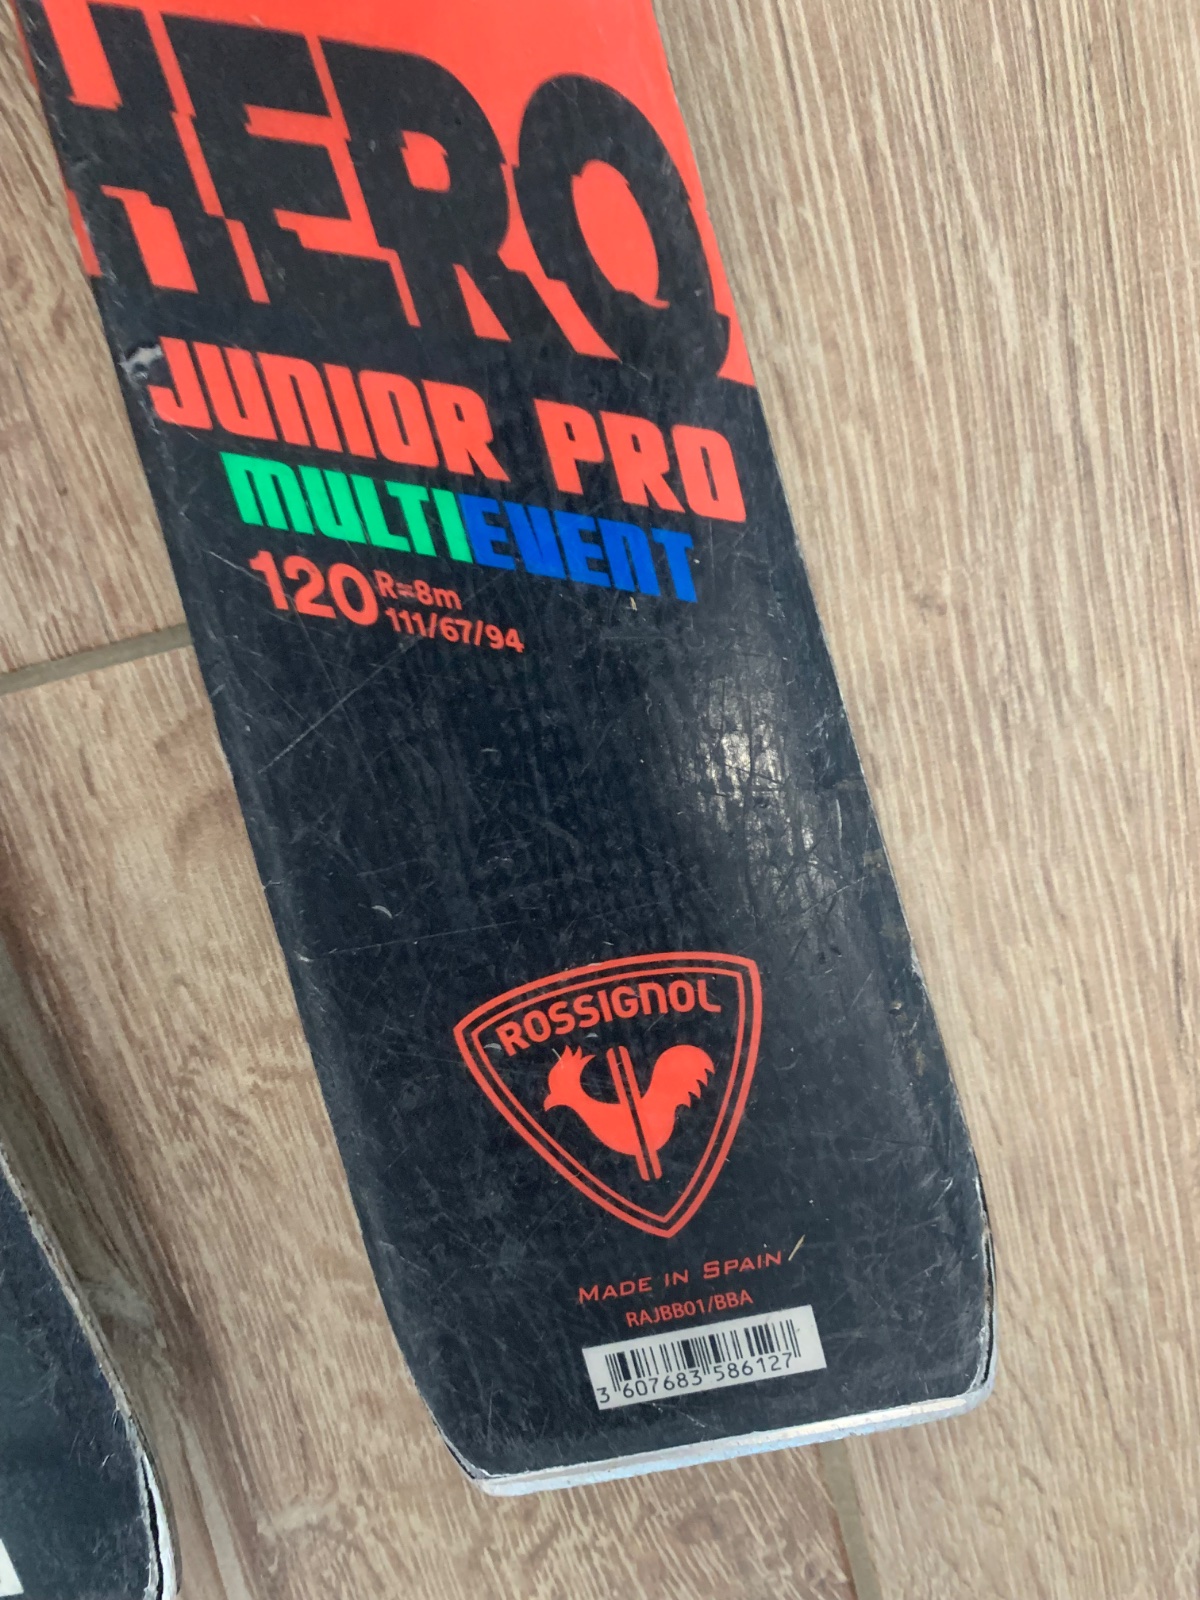 HERO
JUNIOR PRO
MULTIEVENT
120 R=8m
111/67/94
ROSSIGNOL
MADE IN SPAIN
RAJBB01/BBA
3 607683 586127